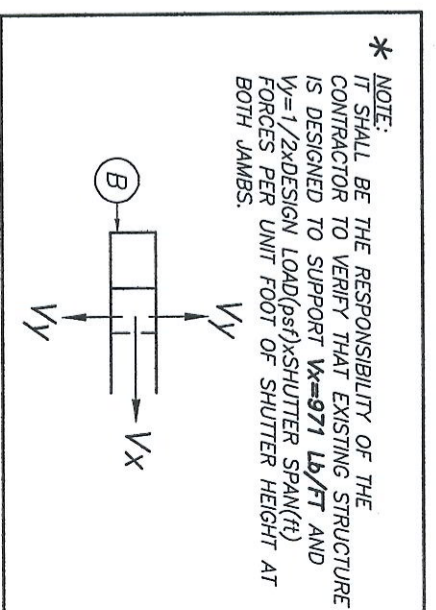 * NOTE:
IT SHALL BE THE RESPONSIBILITY OF THE
CONTRACTOR TO VERIFY THAT EXISTING STRUCTURE
IS DESIGNED TO SUPPORT Vx=971 Lb/FT AND
Vy=1/2xDESIGN LOAD(psf)xSHUTTER SPAN(ft)
FORCES PER UNIT FOOT OF SHUTTER HEIGHT AT
BOTH JAMBS.
B
Vy
Vx
Vy